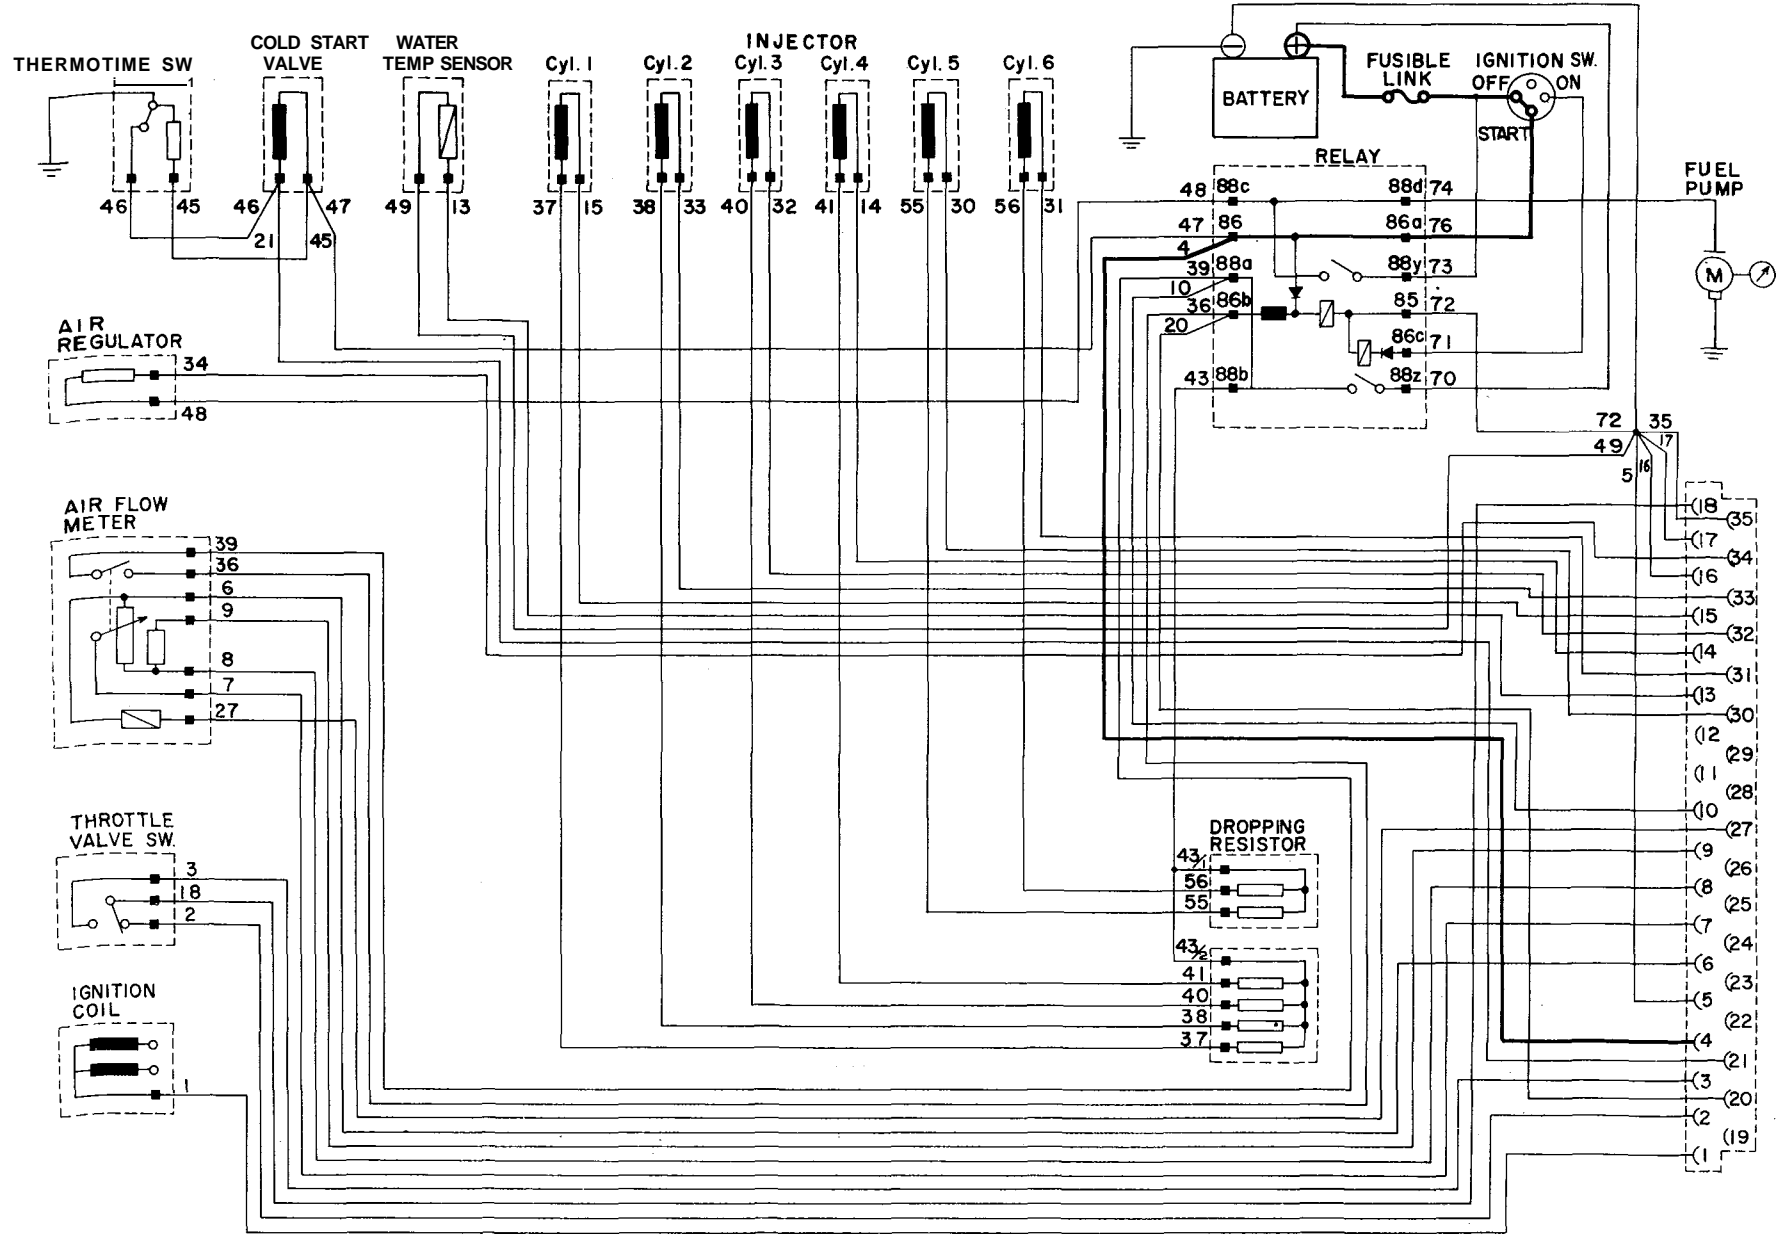 THERMOTIME SW
COLD START
VALVE
WATER
TEMP SENSOR
INJECTOR
Cyl. 1
Cyl. 2
Cyl. 3
Cyl. 4
Cyl. 5
Cyl. 6
BATTERY
FUSIBLE
LINK
IGNITION SW.
OFF
ON
START
RELAY
FUEL
PUMP
M
46 45
46 47
21 45
49 13
37 15
38 33
40 32
41 14
55 30
56 31
48 88c 88d 74
47 86 86a 76
4
39 88a 88y 73
10
36 86b 85 72
20
86c 71
43 88b 88z 70
72 35
49 17
5 16
AIR
REGULATOR
34
48
AIR FLOW
METER
39
36
6
9
8
7
27
THROTTLE
VALVE SW.
3
18
2
IGNITION
COIL
1
DROPPING
RESISTOR
43/1
56
55
43/2
41
40
38
37
(18
(35
(17
(34
(16
(33
(15
(32
(14
(31
(13
(30
(12
(29
(11
(28
(10
(27
(9
(26
(8
(25
(7
(24
(6
(23
(5
(22
(4
(21
(3
(20
(2
(19
(1